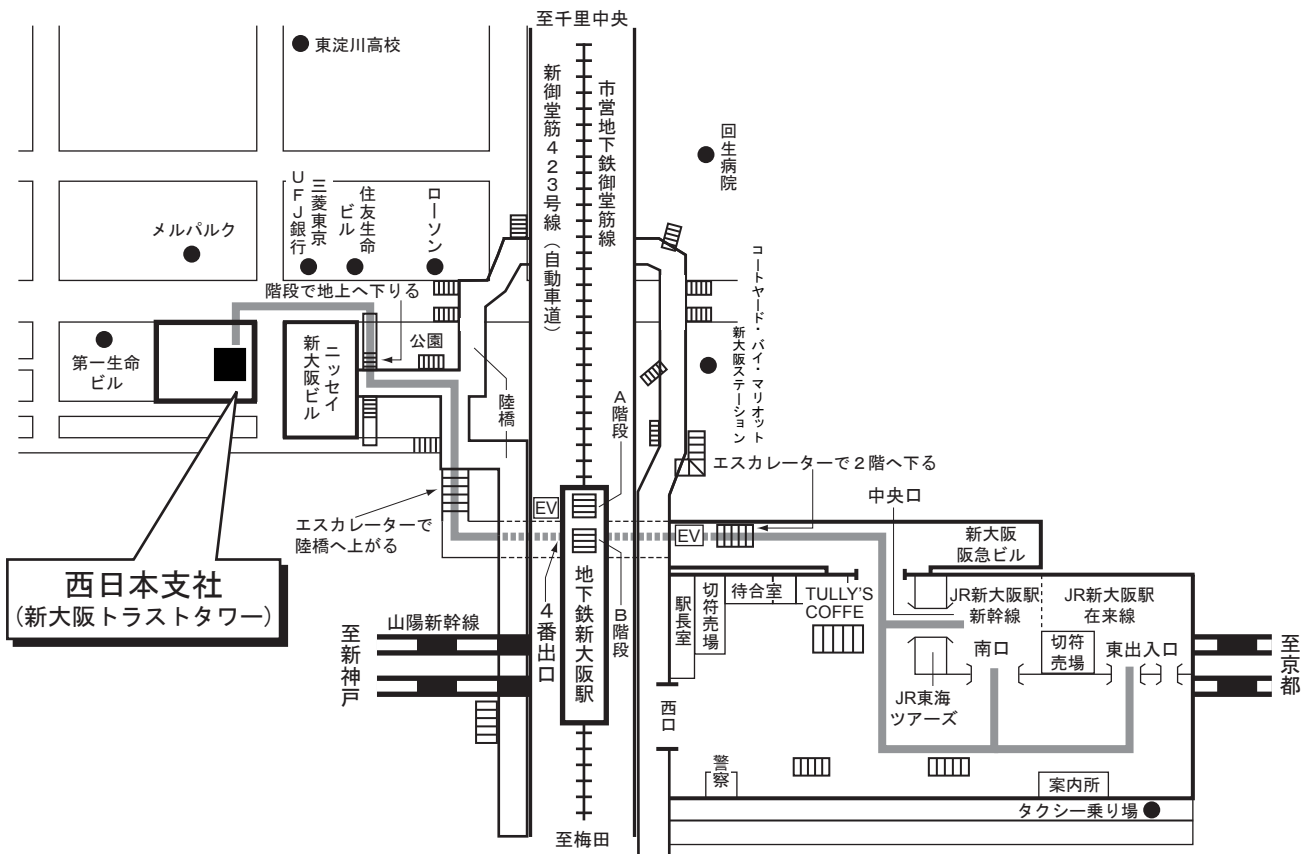 至千里中央
東淀川高校
新御堂筋423号線（自動車道）
市営地下鉄御堂筋線
回生病院
三菱東京
UFJ銀行
住友生命
ビル
ローソン
メルパルク
階段で地上へ下りる
公園
コートヤード・バイ・マリオット
新大阪ステーション
第一生命
ビル
ニッセイ
新大阪ビル
陸橋
A階段
エスカレーターで2階へ下る
中央口
EV
EV
エスカレーターで
陸橋へ上がる
新大阪
阪急ビル
西日本支社
(新大阪トラストタワー)
地下鉄新大阪駅
4番出口
B階段
駅長室
切符売場
待合室
TULLY'S
COFFE
JR新大阪駅
新幹線
JR新大阪駅
在来線
山陽新幹線
至新神戸
南口
切符
売場
東出入口
至京都
JR東海
ツアーズ
西口
警察
案内所
タクシー乗り場
至梅田